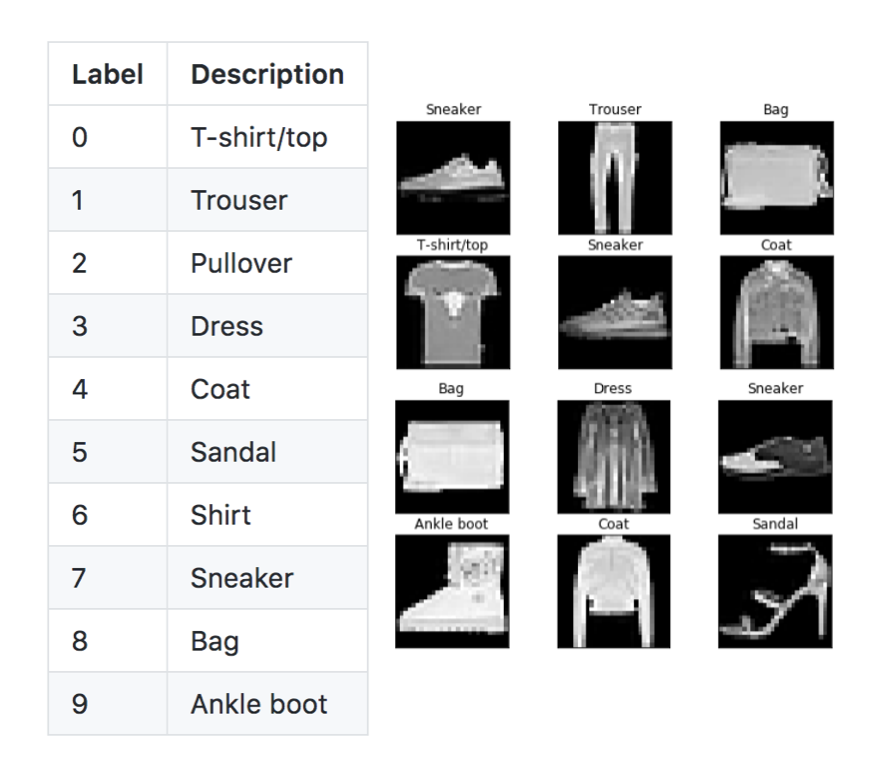 Label Description
0 T-shirt/top
1 Trouser
2 Pullover
3 Dress
4 Coat
5 Sandal
6 Shirt
7 Sneaker
8 Bag
9 Ankle boot
Sneaker Trouser Bag
T-shirt/top Sneaker Coat
Bag Dress Sneaker
Ankle boot Coat Sandal